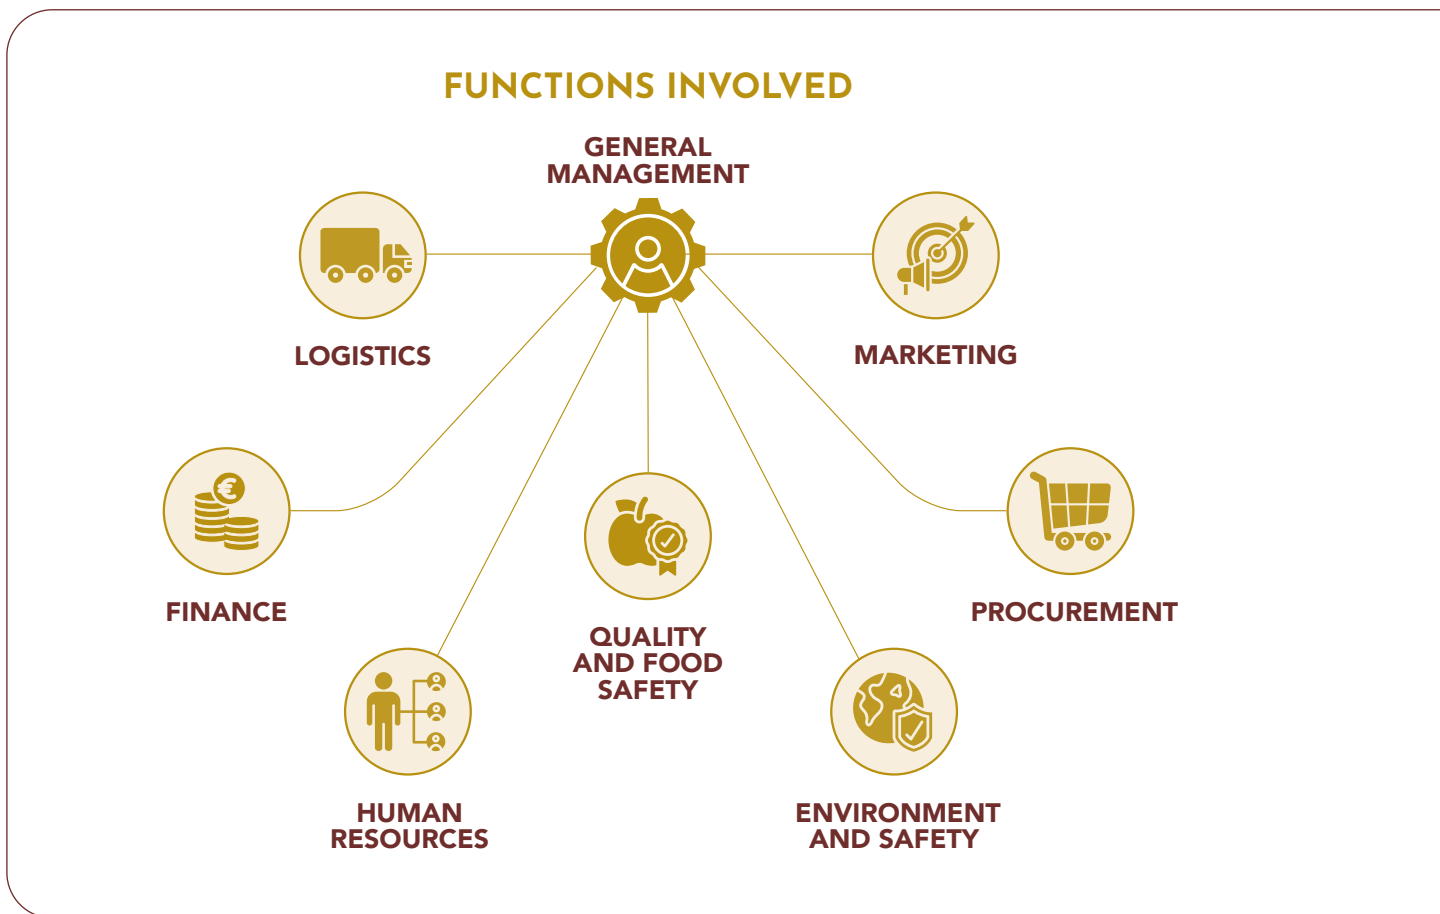 FUNCTIONS INVOLVED
GENERAL
MANAGEMENT
LOGISTICS
MARKETING
€
FINANCE
PROCUREMENT
QUALITY
AND FOOD
SAFETY
HUMAN
RESOURCES
ENVIRONMENT
AND SAFETY